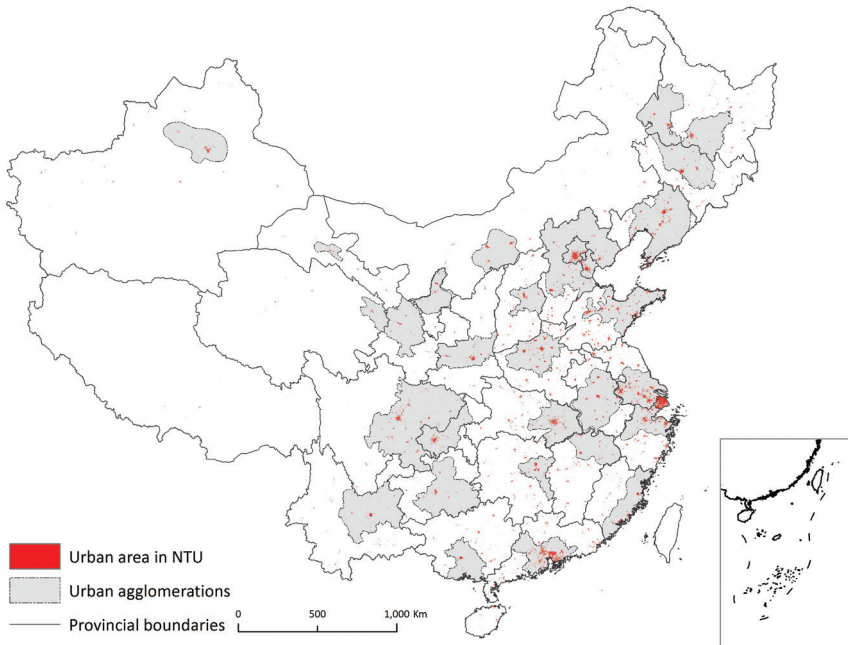 Urban area in NTU
Urban agglomerations
Provincial boundaries
0 500 1,000 Km